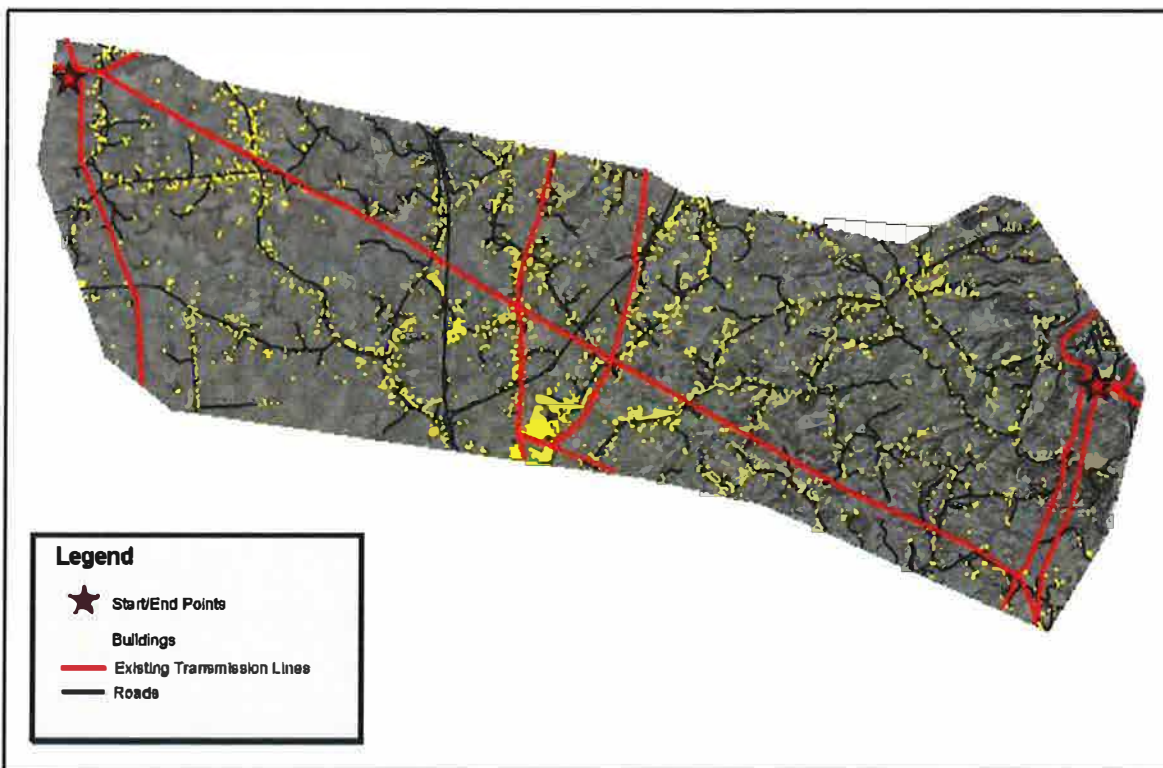 Legend
Start/End Points
Buildings
Existing Transmission Lines
Roads